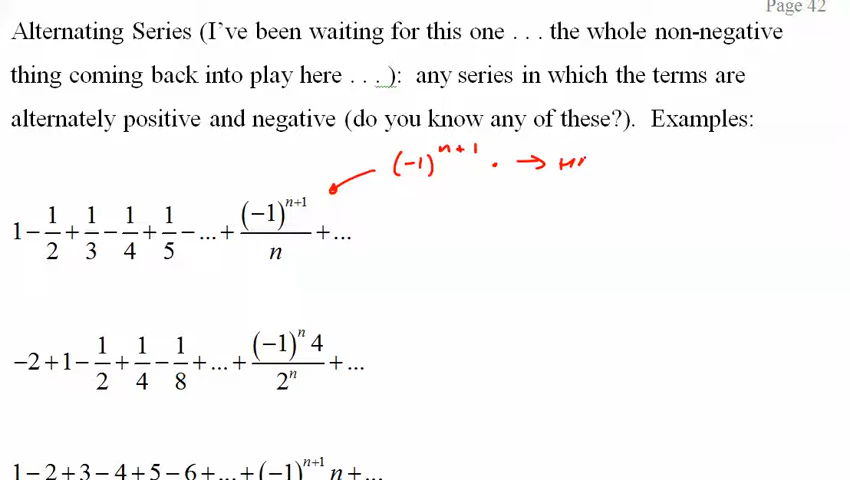 Page 42
Alternating Series (I've been waiting for this one . . . the whole non-negative
thing coming back into play here . . . ): any series in which the terms are
alternately positive and negative (do you know any of these?). Examples:
(-1)^{n+1} · →
1 - 1/2 + 1/3 - 1/4 + 1/5 - ... + (-1)^{n+1}/n + ...
-2 + 1 - 1/2 + 1/4 - 1/8 + ... + (-1)^n 4/2^n + ...
1 - 2 + 3 - 4 + 5 - 6 + ... + (-1)^{n+1} n + ...